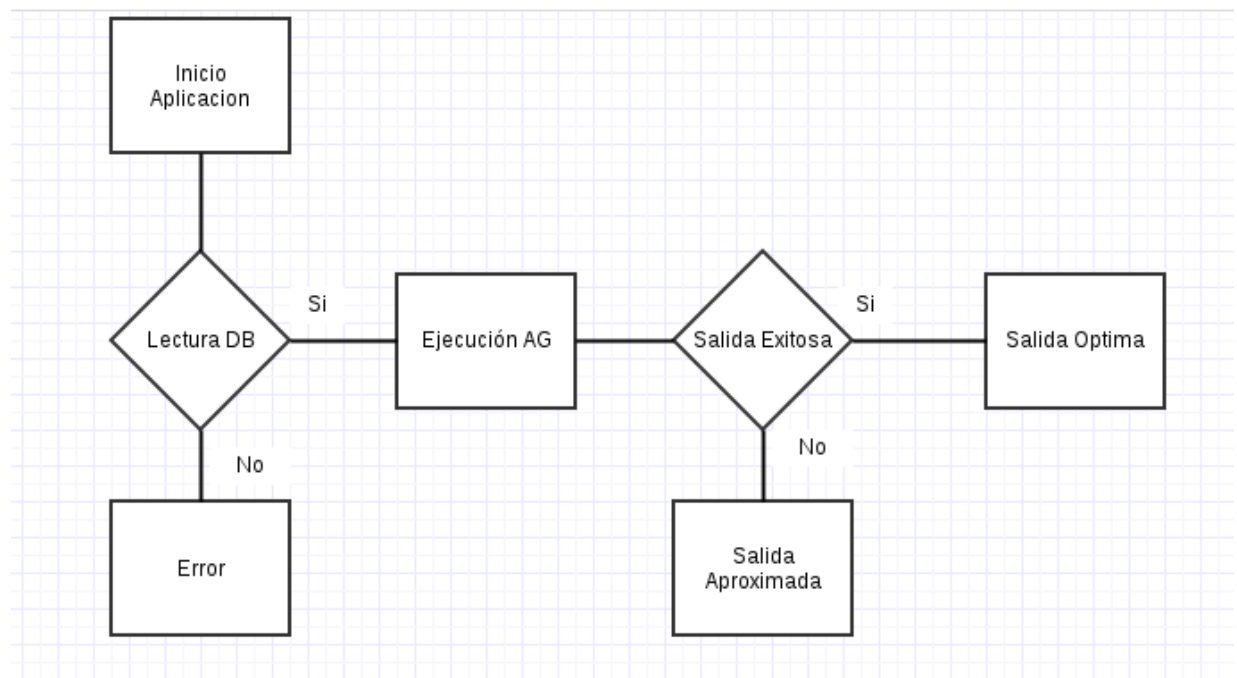 Inicio
Aplicacion
Lectura DB
Si
Ejecución AG
Salida Exitosa
Si
Salida Optima
No
No
Error
Salida
Aproximada